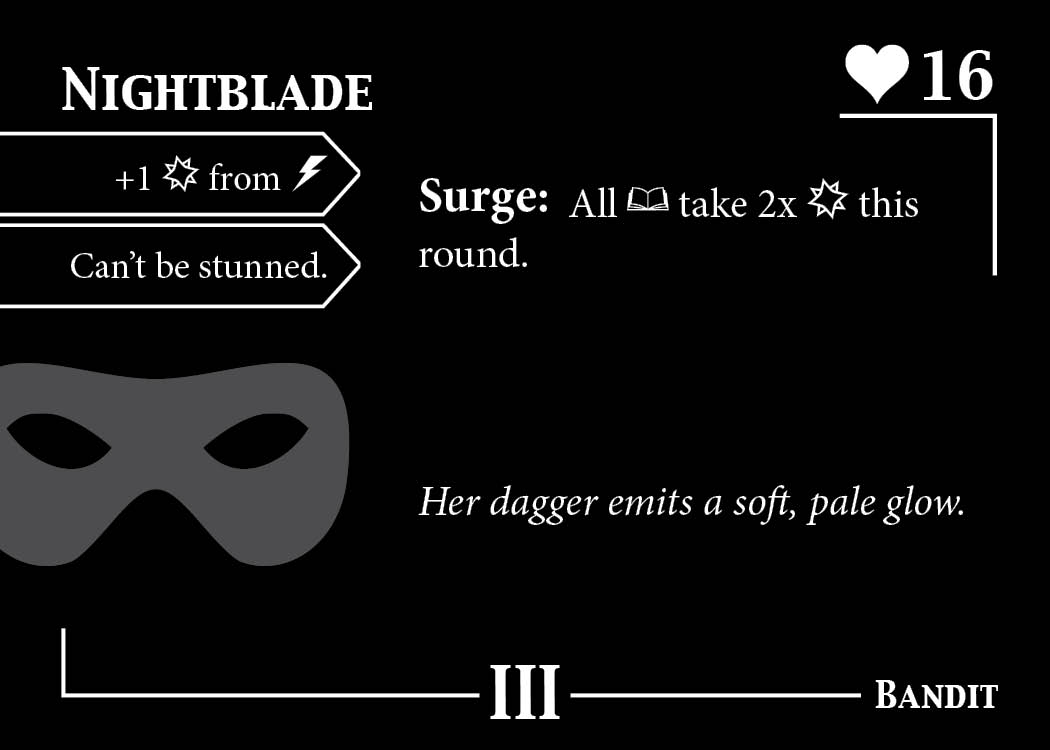 Nightblade
16
+1 from
Can't be stunned.
Surge: All take 2x this
round.
Her dagger emits a soft, pale glow.
III
Bandit